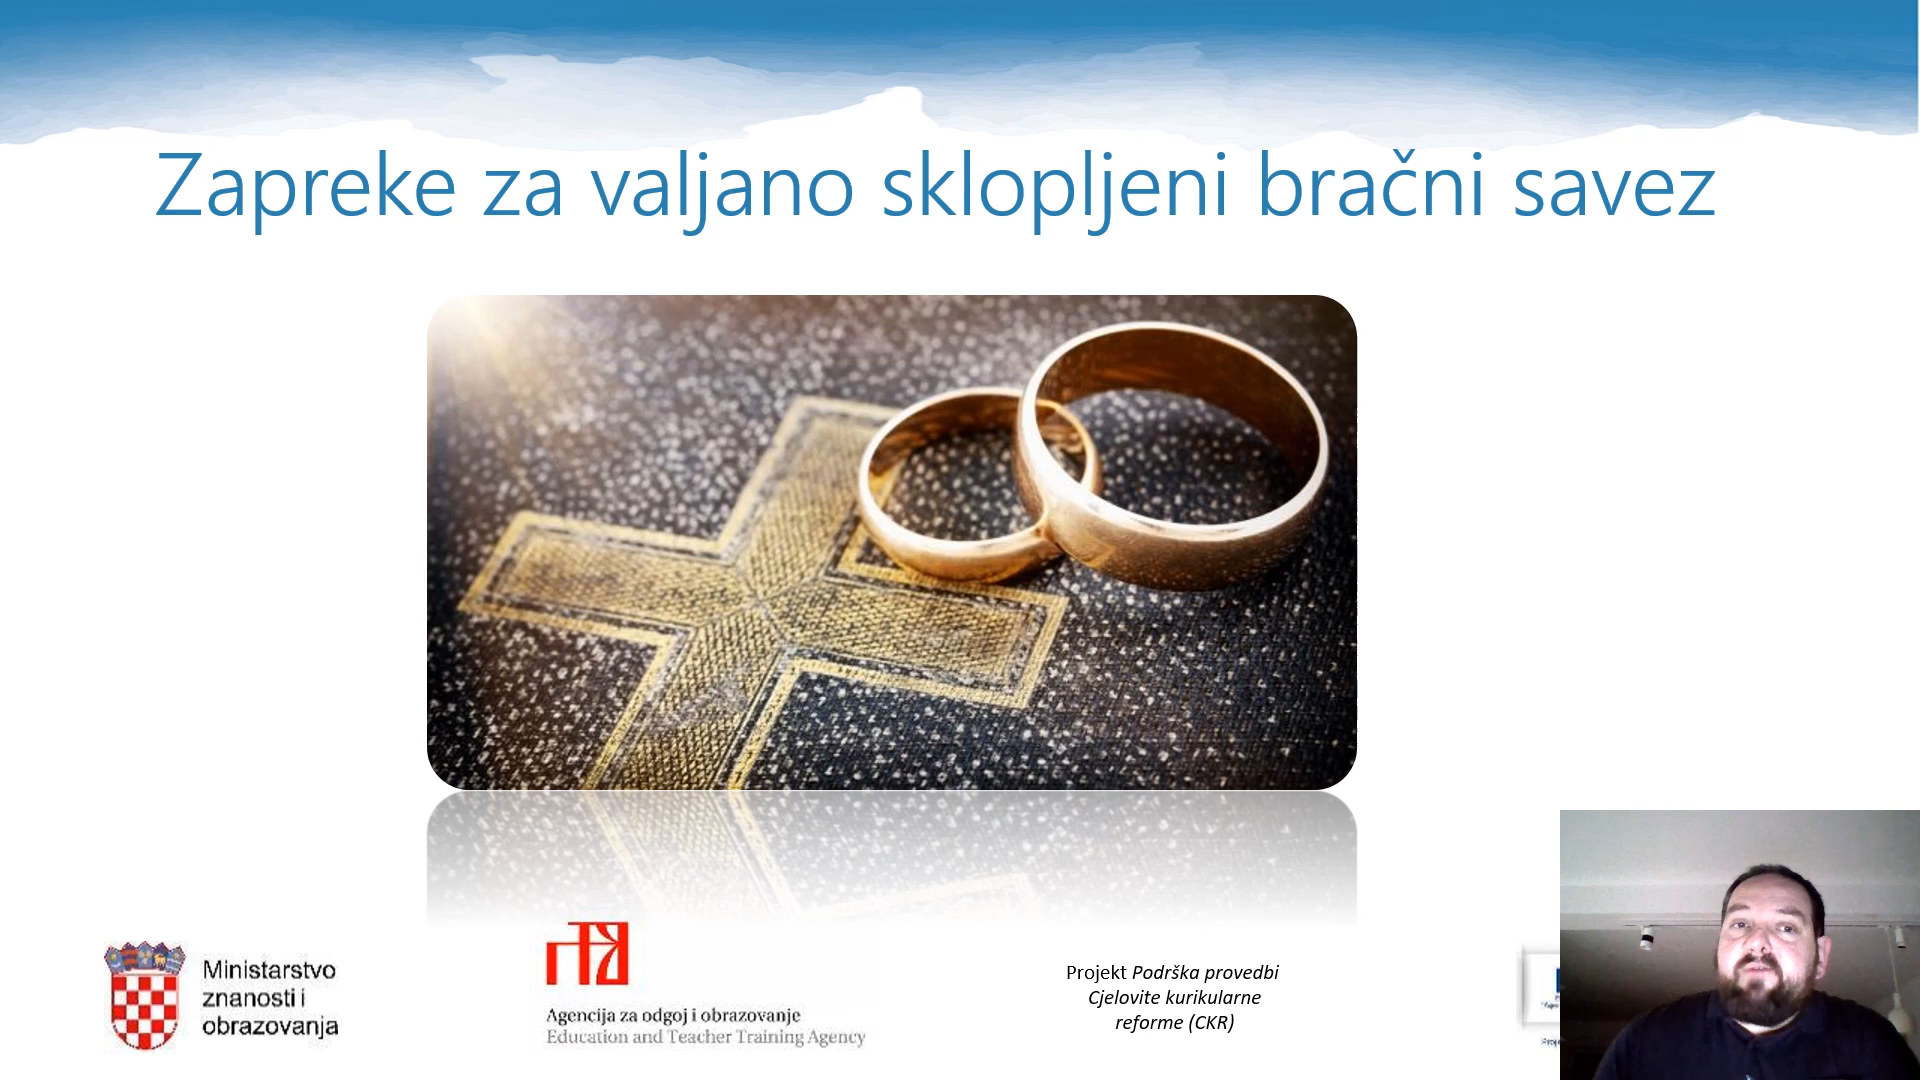 Zapreke za valjano sklopljeni bračni savez
Ministarstvo
znanosti i
obrazovanja
Agencija za odgoj i obrazovanje
Education and Teacher Training Agency
Projekt Podrška provedbi
Cjelovite kurikularne
reforme (CKR)